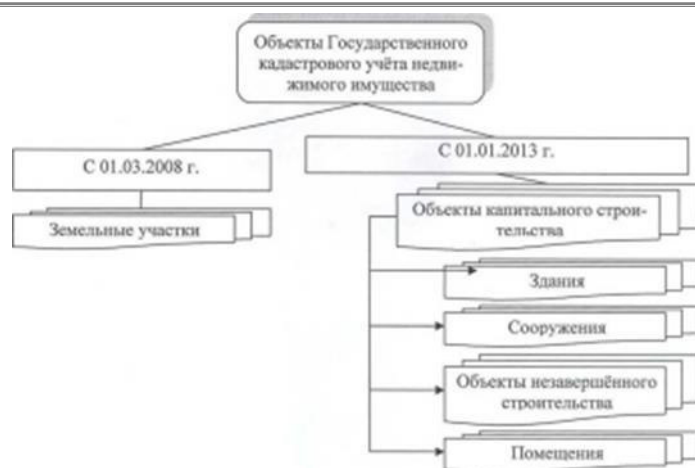 Объекты Государственного
кадастрового учёта недви-
жимого имущества
С 01.03.2008 г.
С 01.01.2013 г.
Земельные участки
Объекты капитального строи-
тельства
Здания
Сооружения
Объекты незавершённого
строительства
Помещения